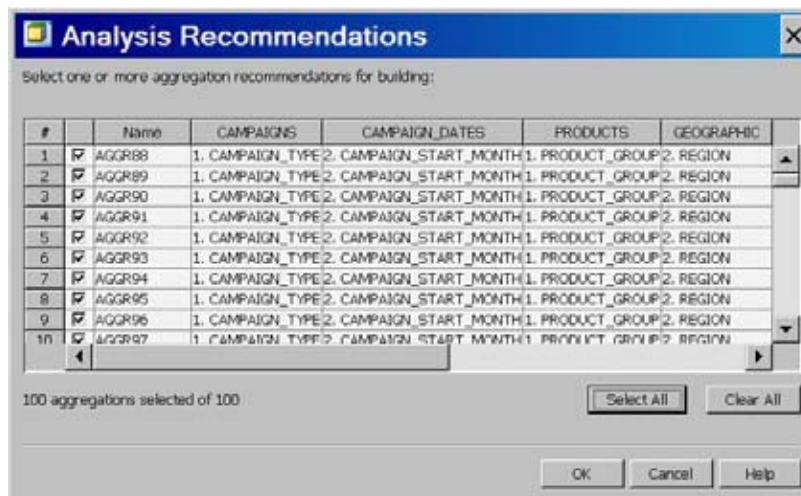 Analysis Recommendations
Select one or more aggregation recommendations for building:
# Name CAMPAIGNS CAMPAIGN_DATES PRODUCTS GEOGRAPHIC
1 AGGR88 1. CAMPAIGN_TYPE 2. CAMPAIGN_START_MONTH 1. PRODUCT_GROUP 2. REGION
2 AGGR89 1. CAMPAIGN_TYPE 2. CAMPAIGN_START_MONTH 1. PRODUCT_GROUP 2. REGION
3 AGGR90 1. CAMPAIGN_TYPE 2. CAMPAIGN_START_MONTH 1. PRODUCT_GROUP 2. REGION
4 AGGR91 1. CAMPAIGN_TYPE 2. CAMPAIGN_START_MONTH 1. PRODUCT_GROUP 2. REGION
5 AGGR92 1. CAMPAIGN_TYPE 2. CAMPAIGN_START_MONTH 1. PRODUCT_GROUP 2. REGION
6 AGGR93 1. CAMPAIGN_TYPE 2. CAMPAIGN_START_MONTH 1. PRODUCT_GROUP 2. REGION
7 AGGR94 1. CAMPAIGN_TYPE 2. CAMPAIGN_START_MONTH 1. PRODUCT_GROUP 2. REGION
8 AGGR95 1. CAMPAIGN_TYPE 2. CAMPAIGN_START_MONTH 1. PRODUCT_GROUP 2. REGION
9 AGGR96 1. CAMPAIGN_TYPE 2. CAMPAIGN_START_MONTH 1. PRODUCT_GROUP 2. REGION
10 AGGR97 1. CAMPAIGN_TYPE 2. CAMPAIGN_START_MONTH 1. PRODUCT_GROUP 2. REGION
100 aggregations selected of 100 Select All Clear All
OK Cancel Help